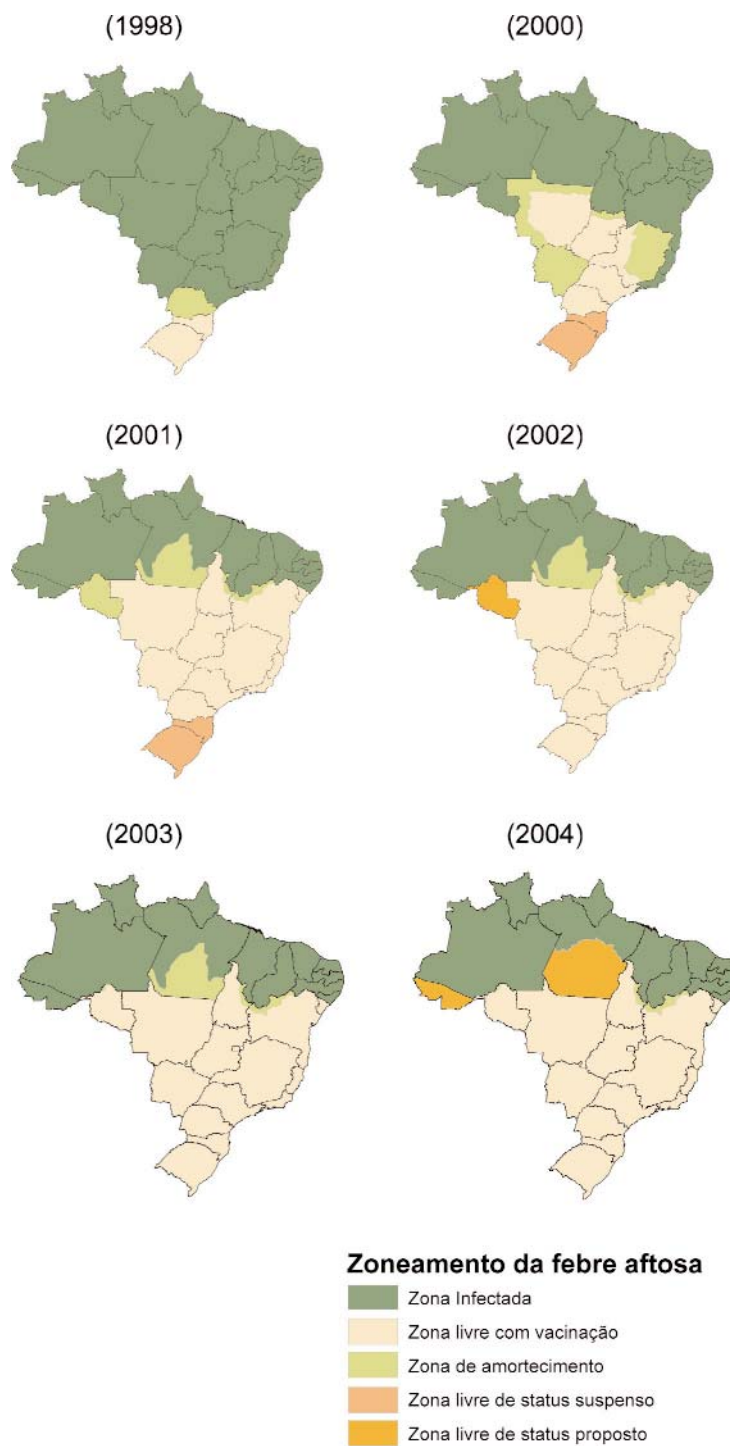 (1998)
(2000)
(2001)
(2002)
(2003)
(2004)
Zoneamento da febre aftosa
Zona Infectada
Zona livre com vacinação
Zona de amortecimento
Zona livre de status suspenso
Zona livre de status proposto